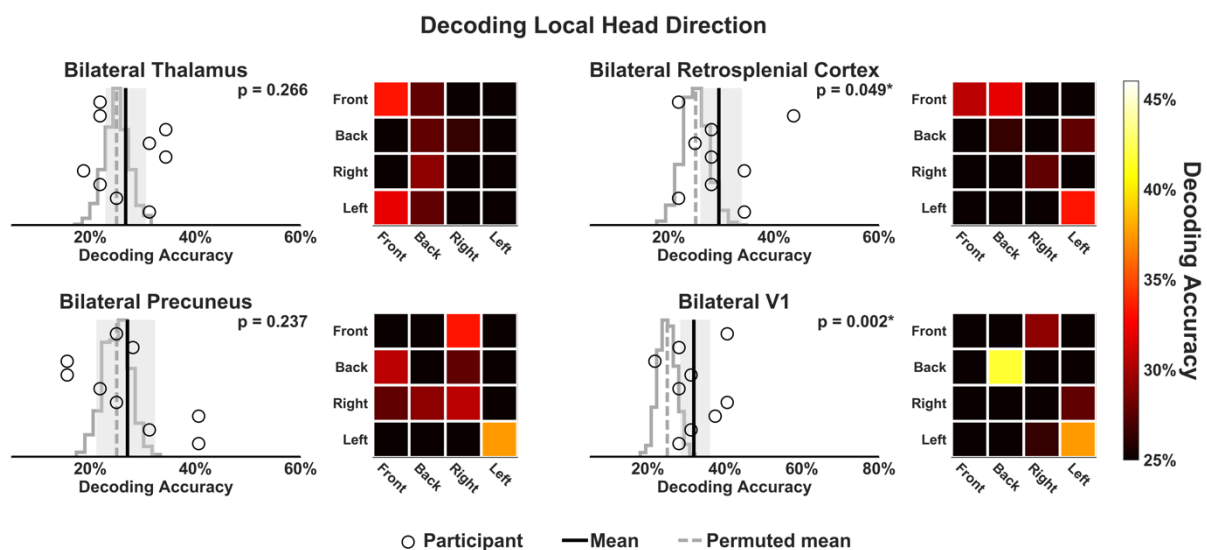 Decoding Local Head Direction
Bilateral Thalamus
p = 0.266
20%
40%
60%
Decoding Accuracy
Front
Back
Right
Left
Front
Back
Right
Left
Bilateral Retrosplenial Cortex
p = 0.049*
20%
40%
60%
Decoding Accuracy
Front
Back
Right
Left
Front
Back
Right
Left
Bilateral Precuneus
p = 0.237
20%
40%
60%
Decoding Accuracy
Front
Back
Right
Left
Front
Back
Right
Left
Bilateral V1
p = 0.002*
20%
40%
60%
80%
Decoding Accuracy
Front
Back
Right
Left
Front
Back
Right
Left
45%
40%
35%
30%
25%
Decoding Accuracy
Participant
Mean
Permuted mean